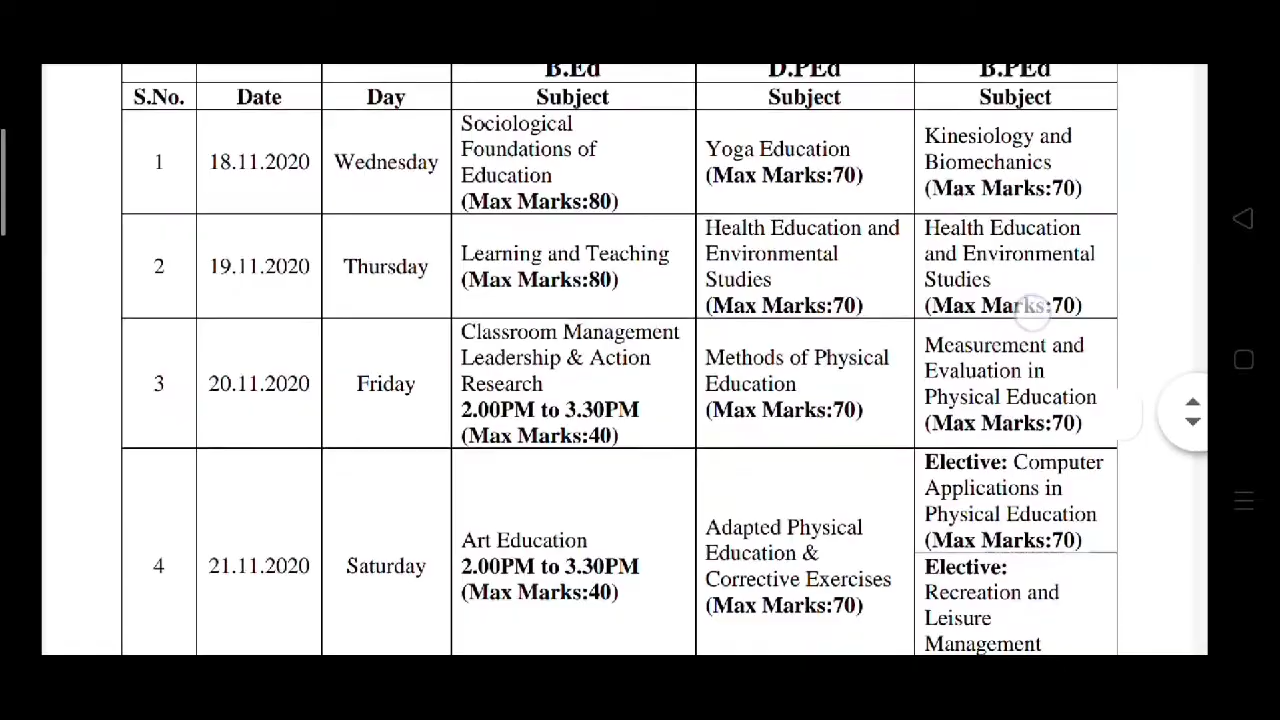 B.Ed D.PEd B.PEd
S.No. Date Day Subject Subject Subject
1 18.11.2020 Wednesday
Sociological
Foundations of
Education
(Max Marks:80)
Yoga Education
(Max Marks:70)
Kinesiology and
Biomechanics
(Max Marks:70)
2 19.11.2020 Thursday
Learning and Teaching
(Max Marks:80)
Health Education and
Environmental
Studies
(Max Marks:70)
Health Education
and Environmental
Studies
(Max Marks:70)
3 20.11.2020 Friday
Classroom Management
Leadership & Action
Research
2.00PM to 3.30PM
(Max Marks:40)
Methods of Physical
Education
(Max Marks:70)
Measurement and
Evaluation in
Physical Education
(Max Marks:70)
4 21.11.2020 Saturday
Art Education
2.00PM to 3.30PM
(Max Marks:40)
Adapted Physical
Education &
Corrective Exercises
(Max Marks:70)
Elective: Computer
Applications in
Physical Education
(Max Marks:70)
Elective:
Recreation and
Leisure
Management